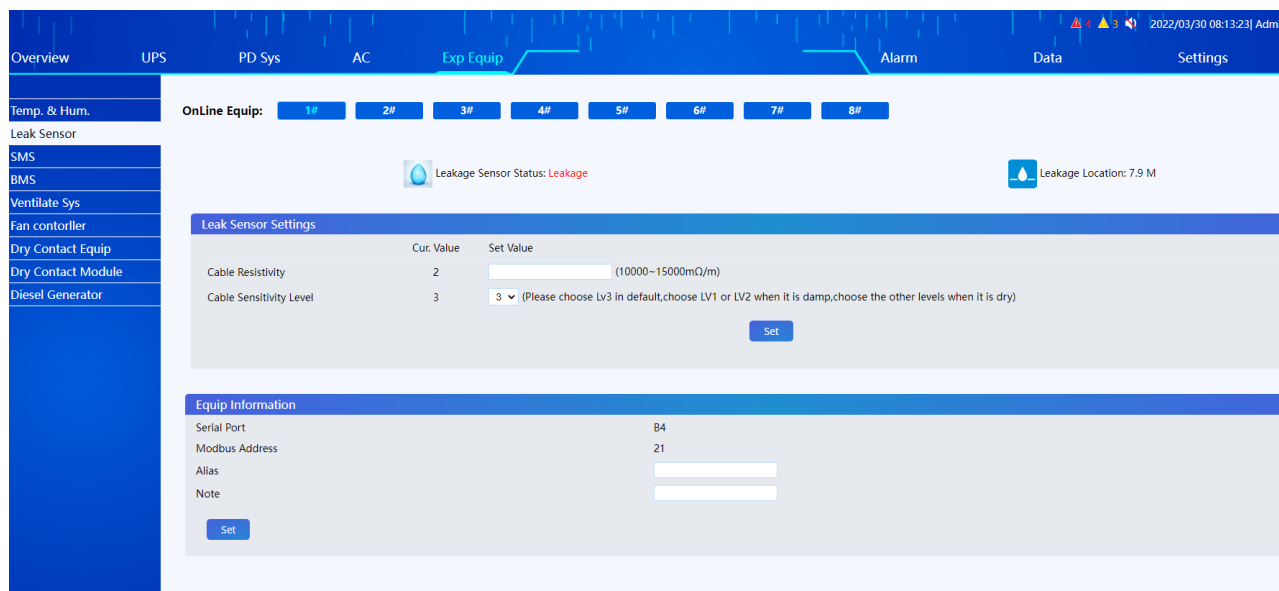 4 3 2022/03/30 08:13:23| Adm
Overview UPS PD Sys AC Exp Equip Alarm Data Settings
Temp. & Hum.
Leak Sensor
SMS
BMS
Ventilate Sys
Fan contorller
Dry Contact Equip
Dry Contact Module
Diesel Generator
OnLine Equip: 1# 2# 3# 4# 5# 6# 7# 8#
Leakage Sensor Status: Leakage Leakage Location: 7.9 M
Leak Sensor Settings
Cur. Value Set Value
Cable Resistivity 2 (10000~15000mΩ/m)
Cable Sensitivity Level 3 3 (Please choose Lv3 in default,choose LV1 or LV2 when it is damp,choose the other levels when it is dry)
Set
Equip Information
Serial Port B4
Modbus Address 21
Alias
Note
Set